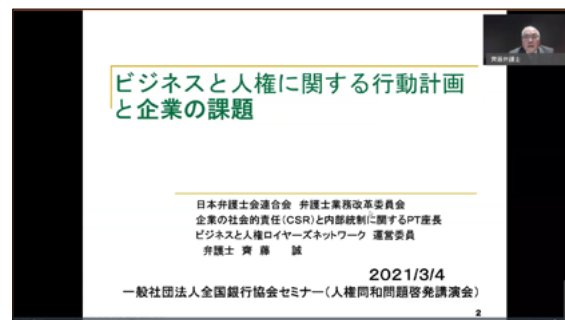 齊藤弁護士
ビジネスと人権に関する行動計画
と企業の課題
日本弁護士会連合会 弁護士業務改革委員会
企業の社会的責任(CSR)と内部統制に関するPT座長
ビジネスと人権ロイヤーズネットワーク 運営委員
弁護士 齊 藤 誠
2021/3/4
一般社団法人全国銀行協会セミナー(人権同和問題啓発講演会)
2